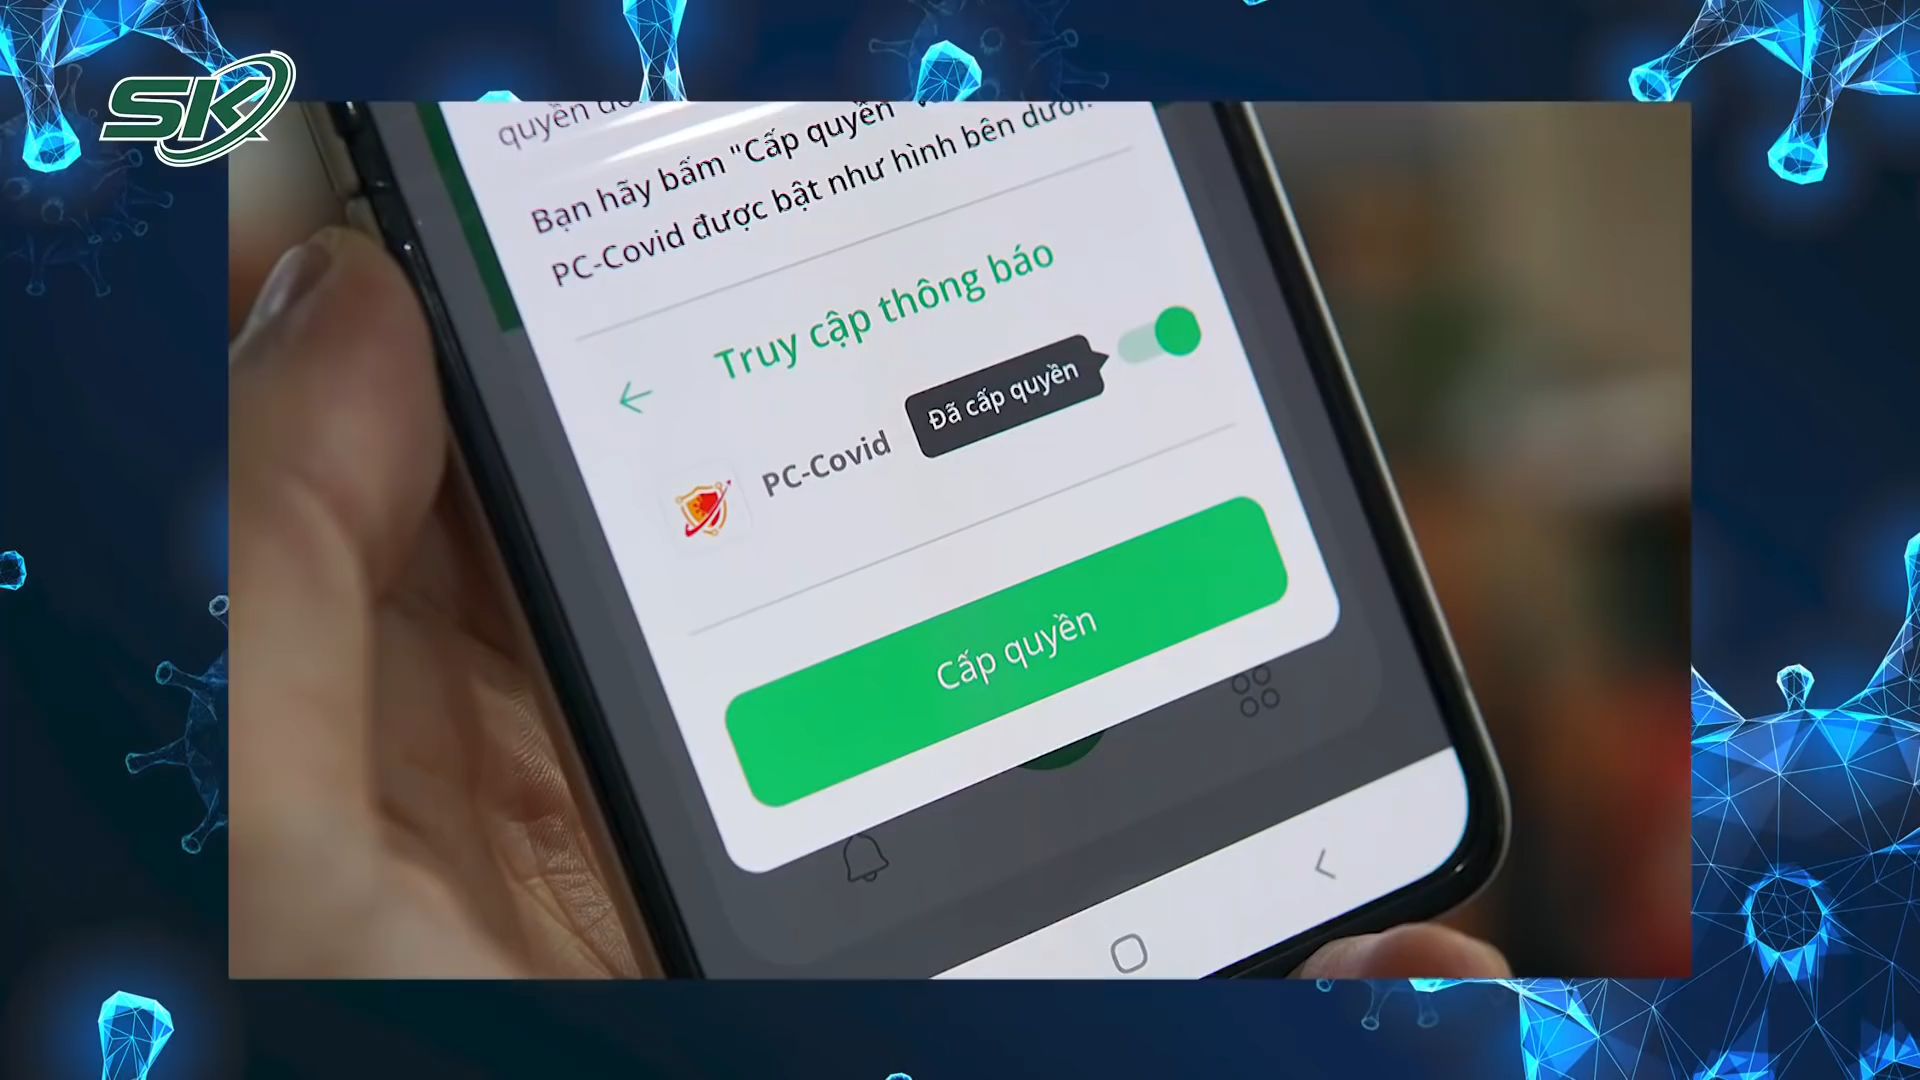 SK
quyền
Bạn hãy bấm "Cấp quyền"
PC-Covid được bật như hình bên dưới.
Truy cập thông báo
Đã cấp quyền
PC-Covid
Cấp quyền